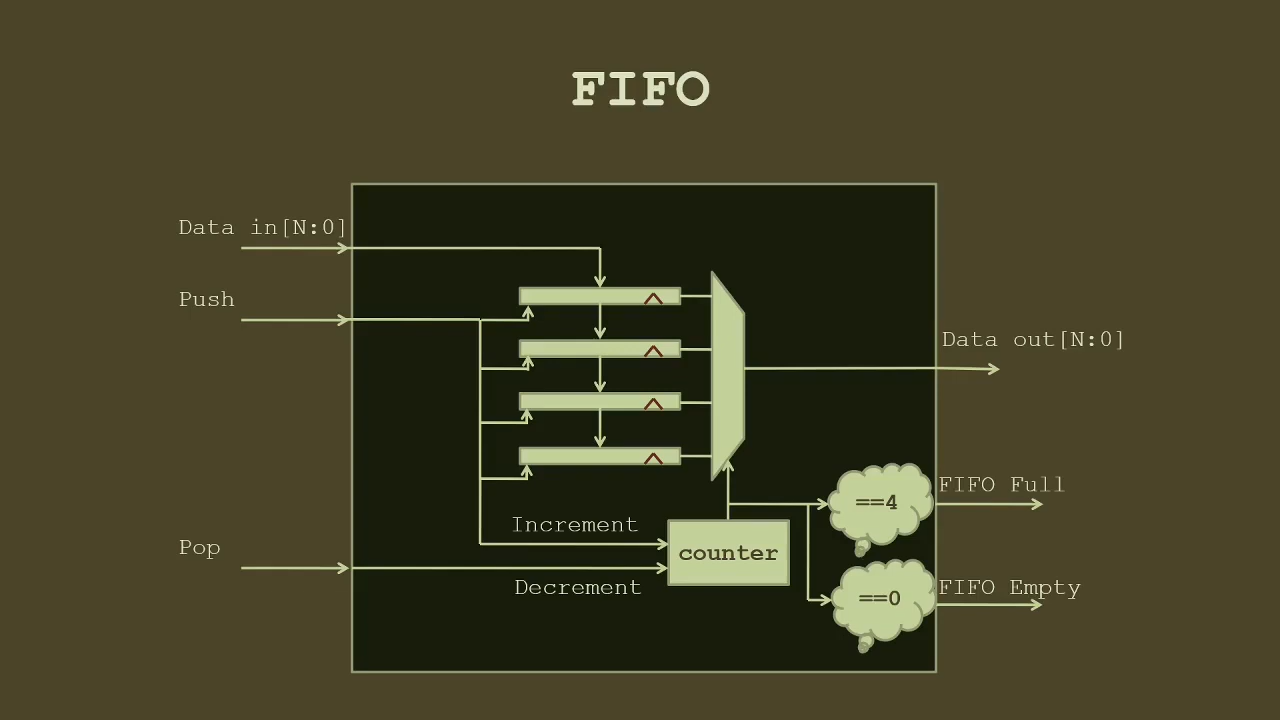 FIFO
Data in[N:0]
Push
Data out[N:0]
==4
FIFO Full
Increment
Pop
counter
Decrement
==0
FIFO Empty